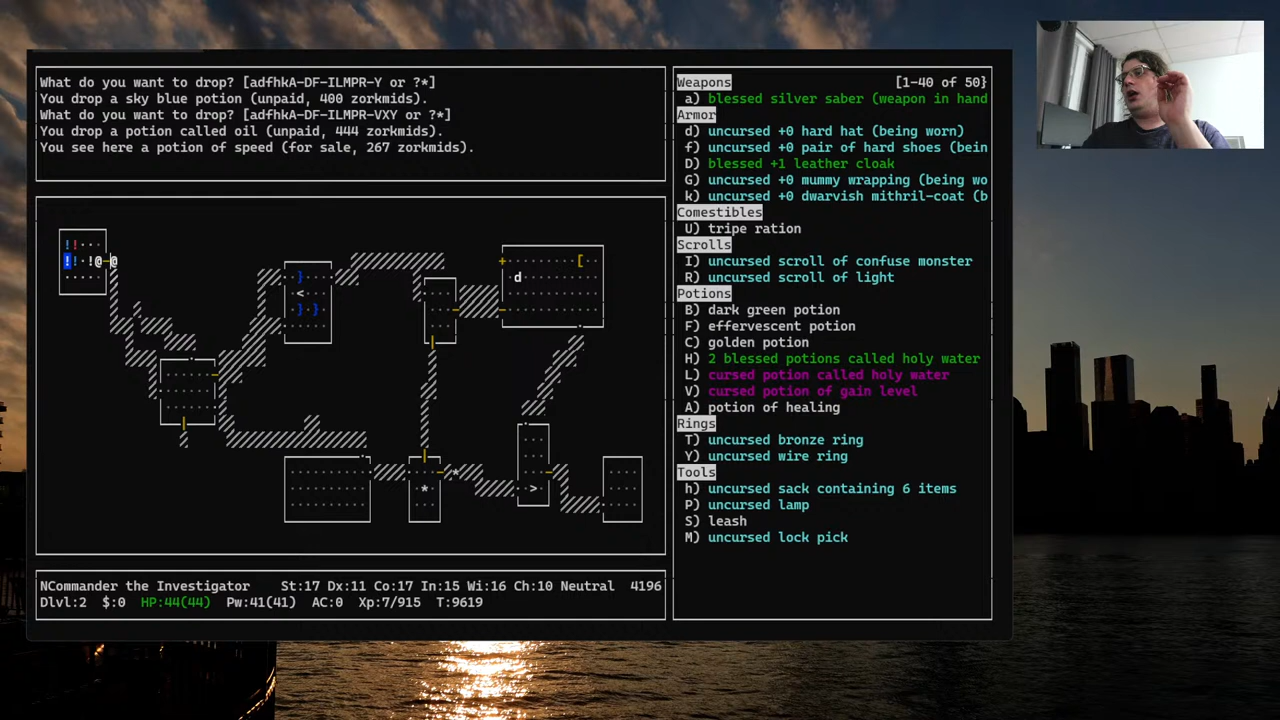 What do you want to drop? [adfhkA-DF-ILMPR-Y or ?*]
You drop a sky blue potion (unpaid, 400 zorkmids).
What do you want to drop? [adfhkA-DF-ILMPR-VXY or ?*]
You drop a potion called oil (unpaid, 444 zorkmids).
You see here a potion of speed (for sale, 267 zorkmids).
Weapons [1-40 of 50}
a) blessed silver saber (weapon in hand
Armor
d) uncursed +0 hard hat (being worn)
f) uncursed +0 pair of hard shoes (bein
D) blessed +1 leather cloak
G) uncursed +0 mummy wrapping (being wo
k) uncursed +0 dwarvish mithril-coat (b
Comestibles
U) tripe ration
Scrolls
I) uncursed scroll of confuse monster
R) uncursed scroll of light
Potions
B) dark green potion
F) effervescent potion
C) golden potion
H) 2 blessed potions called holy water
L) cursed potion called holy water
V) cursed potion of gain level
A) potion of healing
Rings
T) uncursed bronze ring
Y) uncursed wire ring
Tools
h) uncursed sack containing 6 items
P) uncursed lamp
S) leash
M) uncursed lock pick
NCommander the Investigator St:17 Dx:11 Co:17 In:15 Wi:16 Ch:10 Neutral 4196
Dlvl:2 $:0 HP:44(44) Pw:41(41) AC:0 Xp:7/915 T:9619